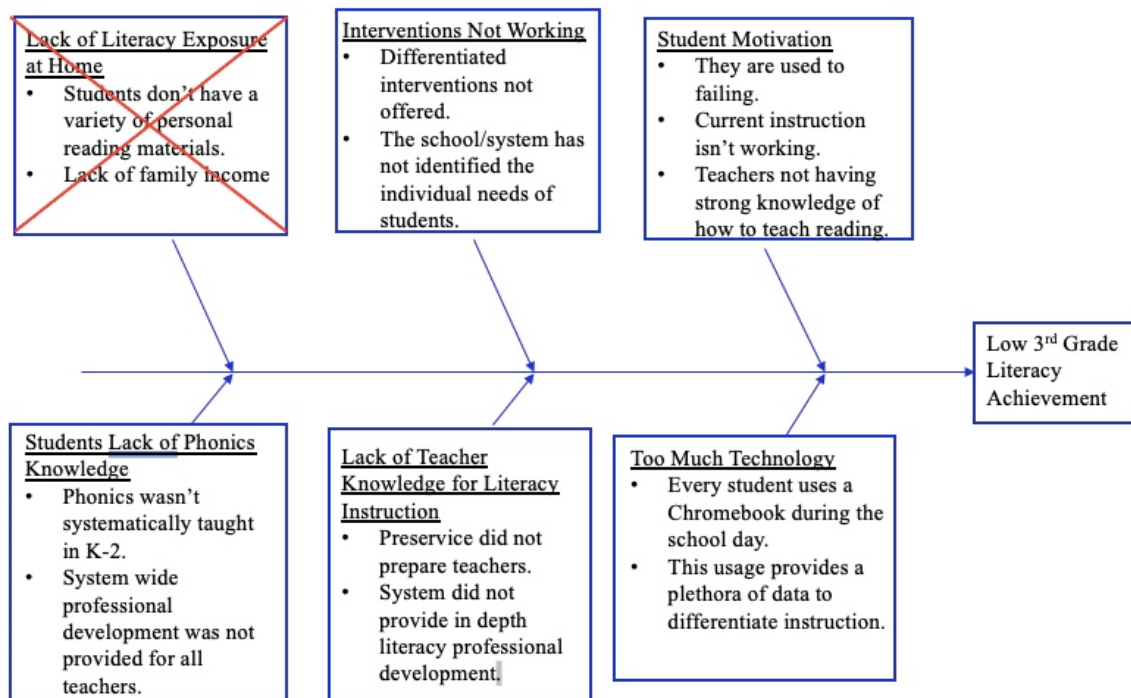 Lack of Literacy Exposure
at Home
• Students don't have a
variety of personal
reading materials.
• Lack of family income
Interventions Not Working
• Differentiated
interventions not
offered.
• The school/system has
not identified the
individual needs of
students.
Student Motivation
• They are used to
failing.
• Current instruction
isn't working.
• Teachers not having
strong knowledge of
how to teach reading.
Low 3rd Grade
Literacy
Achievement
Students Lack of Phonics
Knowledge
• Phonics wasn't
systematically taught
in K-2.
• System wide
professional
development was not
provided for all
teachers.
Lack of Teacher
Knowledge for Literacy
Instruction
• Preservice did not
prepare teachers.
• System did not
provide in depth
literacy professional
development.
Too Much Technology
• Every student uses a
Chromebook during the
school day.
• This usage provides a
plethora of data to
differentiate instruction.